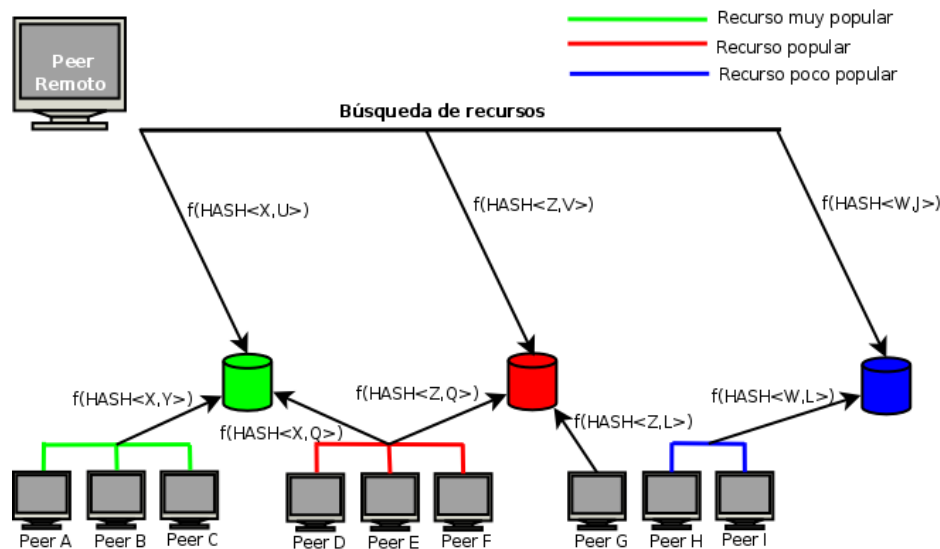 Recurso muy popular
Peer
Remoto
Recurso popular
Recurso poco popular
Búsqueda de recursos
f(HASH<X,U>)
f(HASH<Z,V>)
f(HASH<W,J>)
f(HASH<X,Y>)
f(HASH<Z,Q>)
f(HASH<W,L>)
f(HASH<X,Q>)
f(HASH<Z,L>)
Peer A
Peer B
Peer C
Peer D
Peer E
Peer F
Peer G
Peer H
Peer I